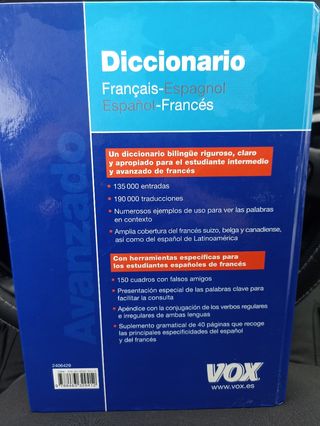 Diccionario
Français-Espagnol
Español-Francés
Un diccionario bilingüe riguroso, claro
y apropiado para el estudiante intermedio
y avanzado de francés
• 135 000 entradas
• 190 000 traducciones
• Numerosos ejemplos de uso para ver las palabras
en contexto
• Amplia cobertura del francés suizo, belga y canadiense,
así como del español de Latinoamérica
Con herramientas específicas para
los estudiantes españoles de francés
• 150 cuadros con falsos amigos
• Presentación especial de las palabras clave para
facilitar la consulta
• Apéndice con la conjugación de los verbos regulares
e irregulares de ambas lenguas
• Suplemento gramatical de 40 páginas que recoge
las principales especificidades del español
y del francés
Avanzado
2406429
VOX
www.vox.es